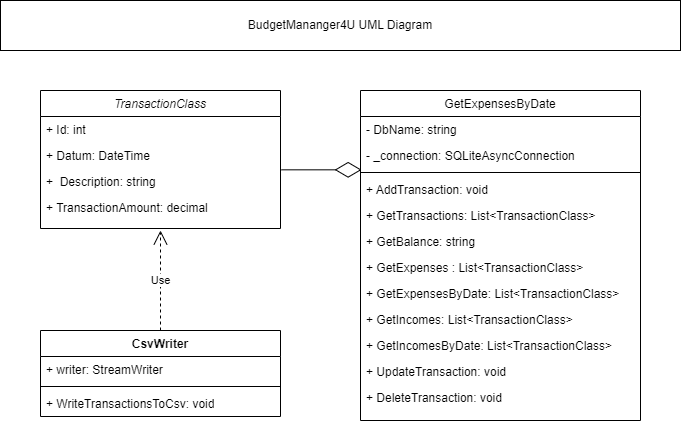 BudgetMananger4U UML Diagram
TransactionClass
+ Id: int
+ Datum: DateTime
+ Description: string
+ TransactionAmount: decimal
GetExpensesByDate
- DbName: string
- _connection: SQLiteAsyncConnection
+ AddTransaction: void
+ GetTransactions: List<TransactionClass>
+ GetBalance: string
+ GetExpenses : List<TransactionClass>
+ GetExpensesByDate: List<TransactionClass>
+ GetIncomes: List<TransactionClass>
+ GetIncomesByDate: List<TransactionClass>
+ UpdateTransaction: void
+ DeleteTransaction: void
Use
CsvWriter
+ writer: StreamWriter
+ WriteTransactionsToCsv: void